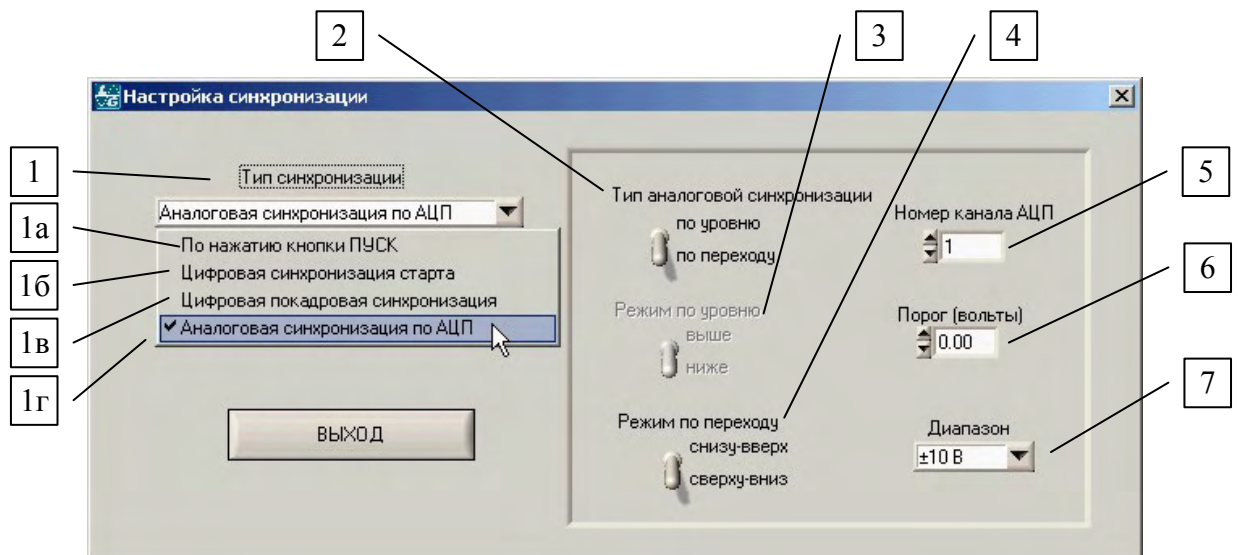 2
3
4
Настройка синхронизации
1
Тип синхронизации
Аналоговая синхронизация по АЦП
1а
По нажатию кнопки ПУСК
1б
Цифровая синхронизация старта
1в
Цифровая покадровая синхронизация
1г
Аналоговая синхронизация по АЦП
ВЫХОД
Тип аналоговой синхронизации
по уровню
по переходу
Режим по уровню
выше
ниже
Режим по переходу
снизу-вверх
сверху-вниз
5
Номер канала АЦП
1
6
Порог (вольты)
0.00
7
Диапазон
±10 В